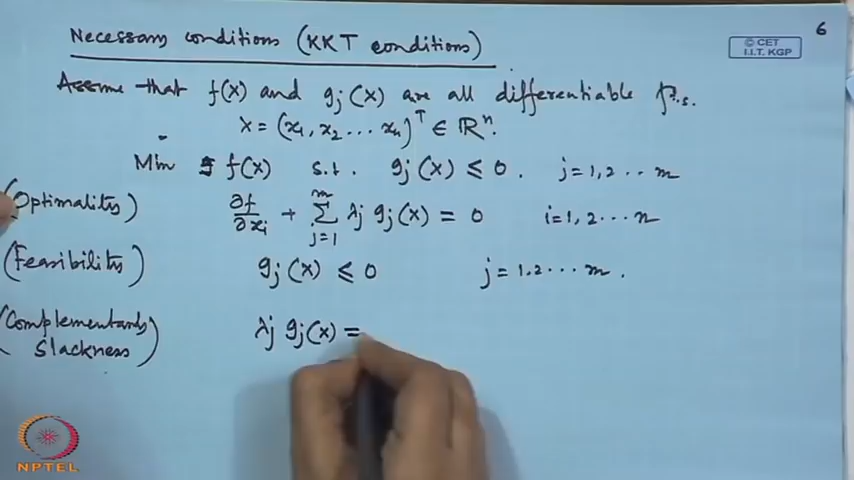 6
Necessary conditions (KKT conditions)
© CET
I.I.T. KGP
Assume that f(x) and gj(x) are all differentiable
x = (x1, x2 ... xn)^T ∈ ℝ^n.
Min f(x) s.t. gj(x) ≤ 0. j = 1,2 ... m
(Optimality) ∂f/∂xi + Σ_{j=1}^{m} λj gj(x) = 0 i = 1,2 ... n
(Feasibility) gj(x) ≤ 0 j = 1,2 ... m.
(Complementary Slackness) λj gj(x) =
NPTEL